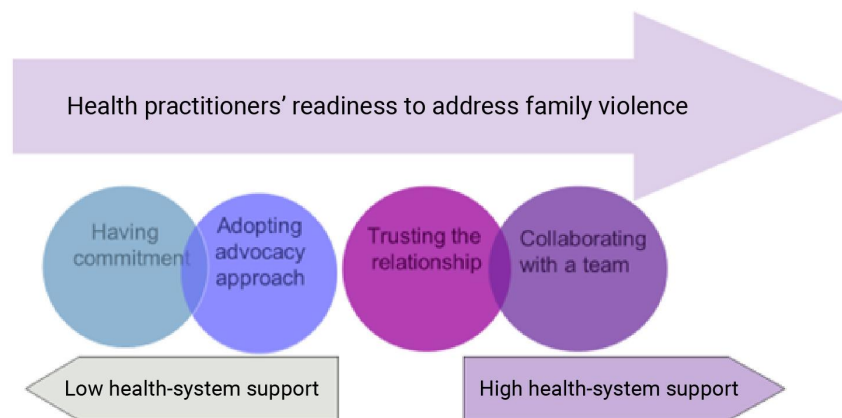 Health practitioners’ readiness to address family violence
Having
commitment
Adopting
advocacy
approach
Trusting the
relationship
Collaborating
with a team
Low health-system support
High health-system support